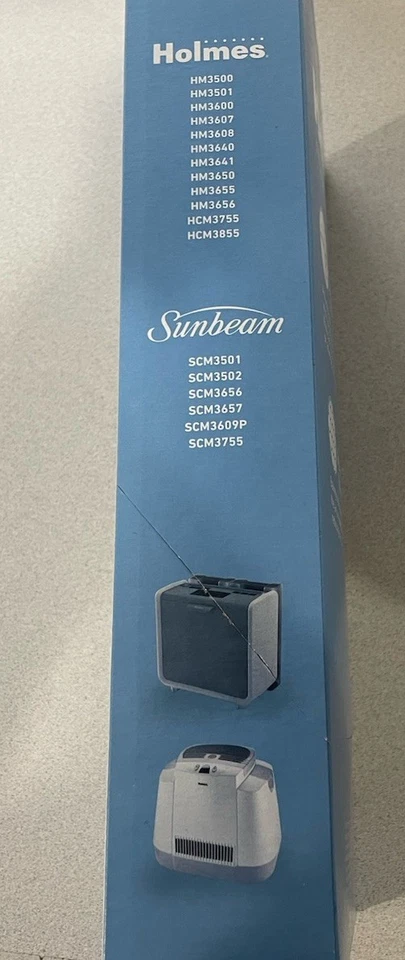 Holmes
HM3500
HM3501
HM3600
HM3607
HM3608
HM3640
HM3641
HM3650
HM3655
HM3656
HCM3755
HCM3855
Sunbeam
SCM3501
SCM3502
SCM3656
SCM3657
SCM3609P
SCM3755